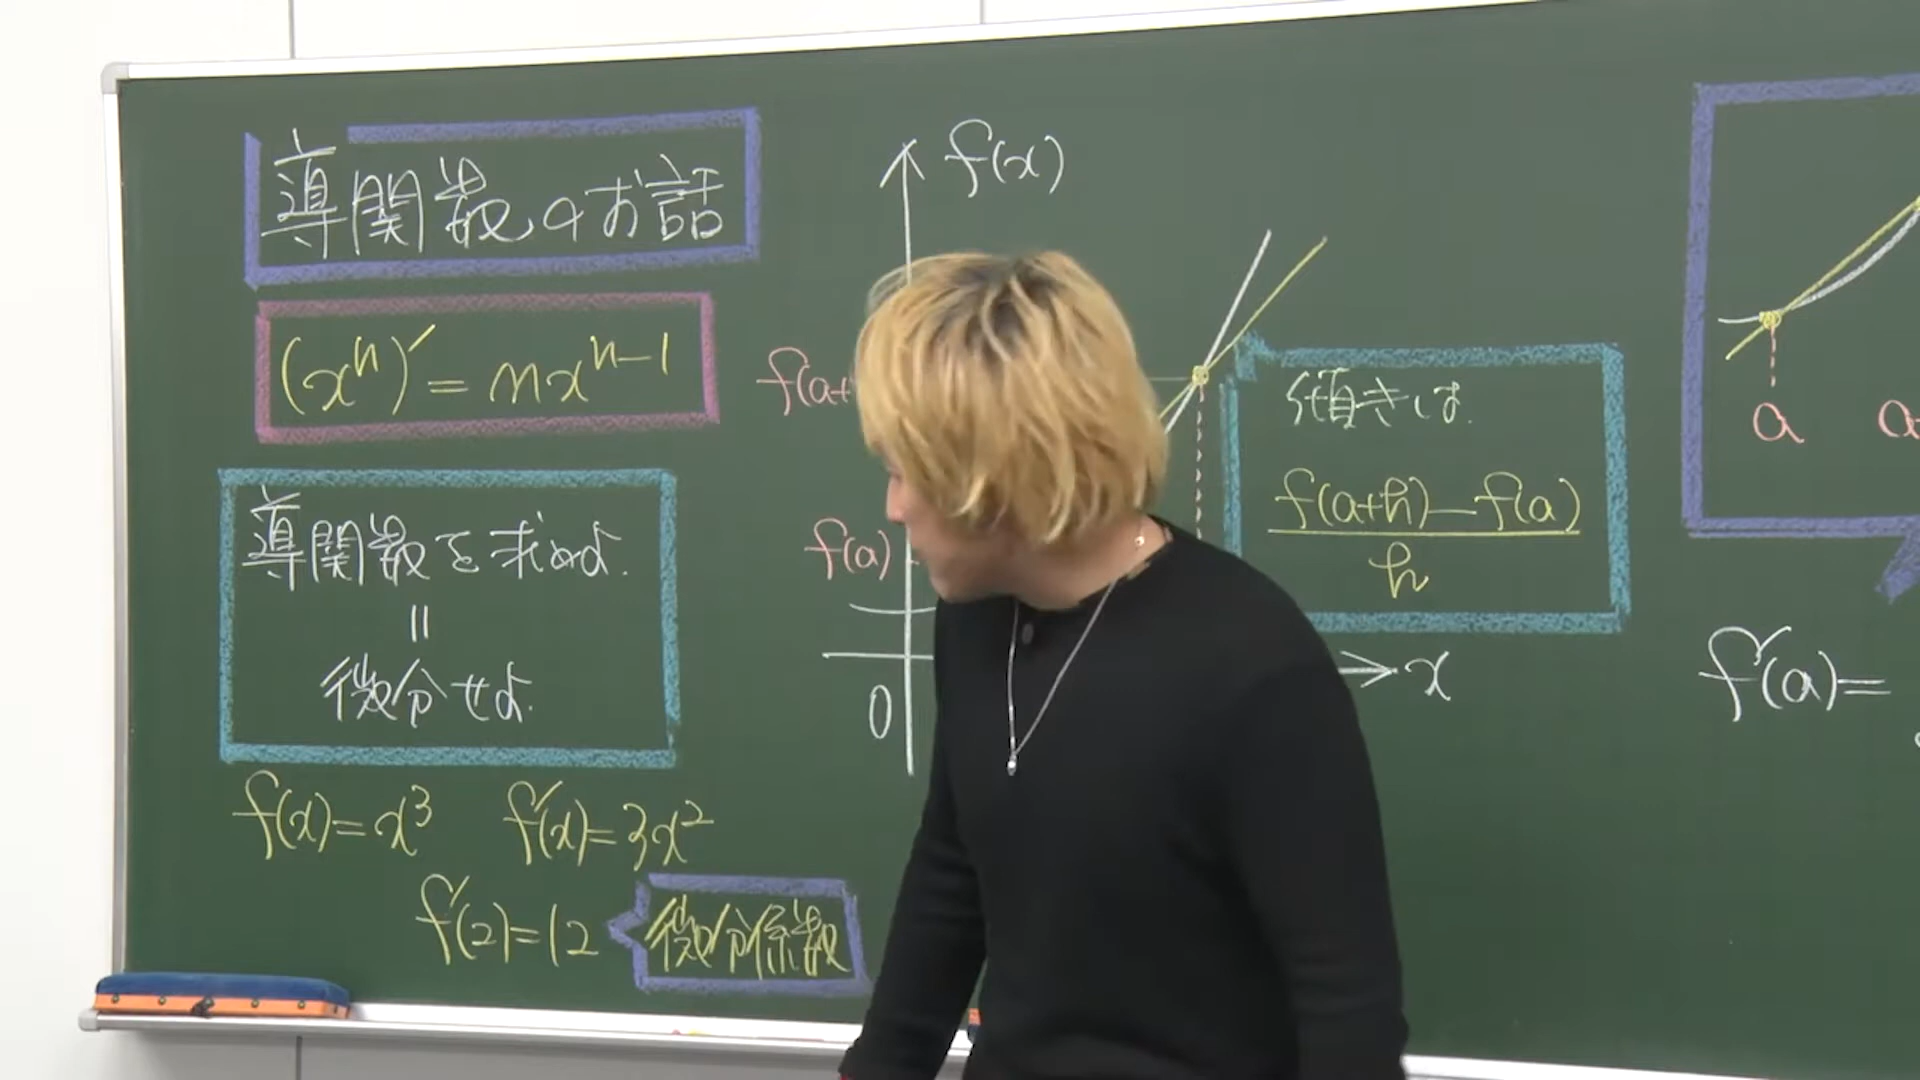 導関数のお話
(xⁿ)′ = nxⁿ⁻¹
導関数を求めよ.
=
微分せよ.
f(x)=x³ f′(x)=3x²
f′(2)=12 微分係数
f(x)
f(a+
f(a)
0
x
傾きは.
f(a+h)−f(a)
h
a
a
f′(a)=